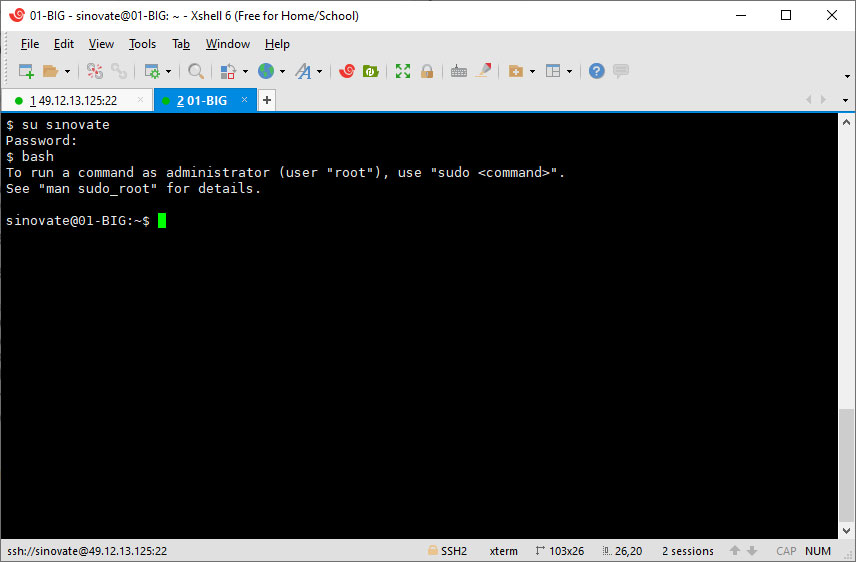 01-BIG - sinovate@01-BIG: ~ - Xshell 6 (Free for Home/School)
File Edit View Tools Tab Window Help
1 49.12.13.125:22 × 2 01-BIG × +
$ su sinovate
Password:
$ bash
To run a command as administrator (user "root"), use "sudo <command>".
See "man sudo_root" for details.
sinovate@01-BIG:~$
ssh://sinovate@49.12.13.125:22 SSH2 xterm 103x26 26,20 2 sessions CAP NUM